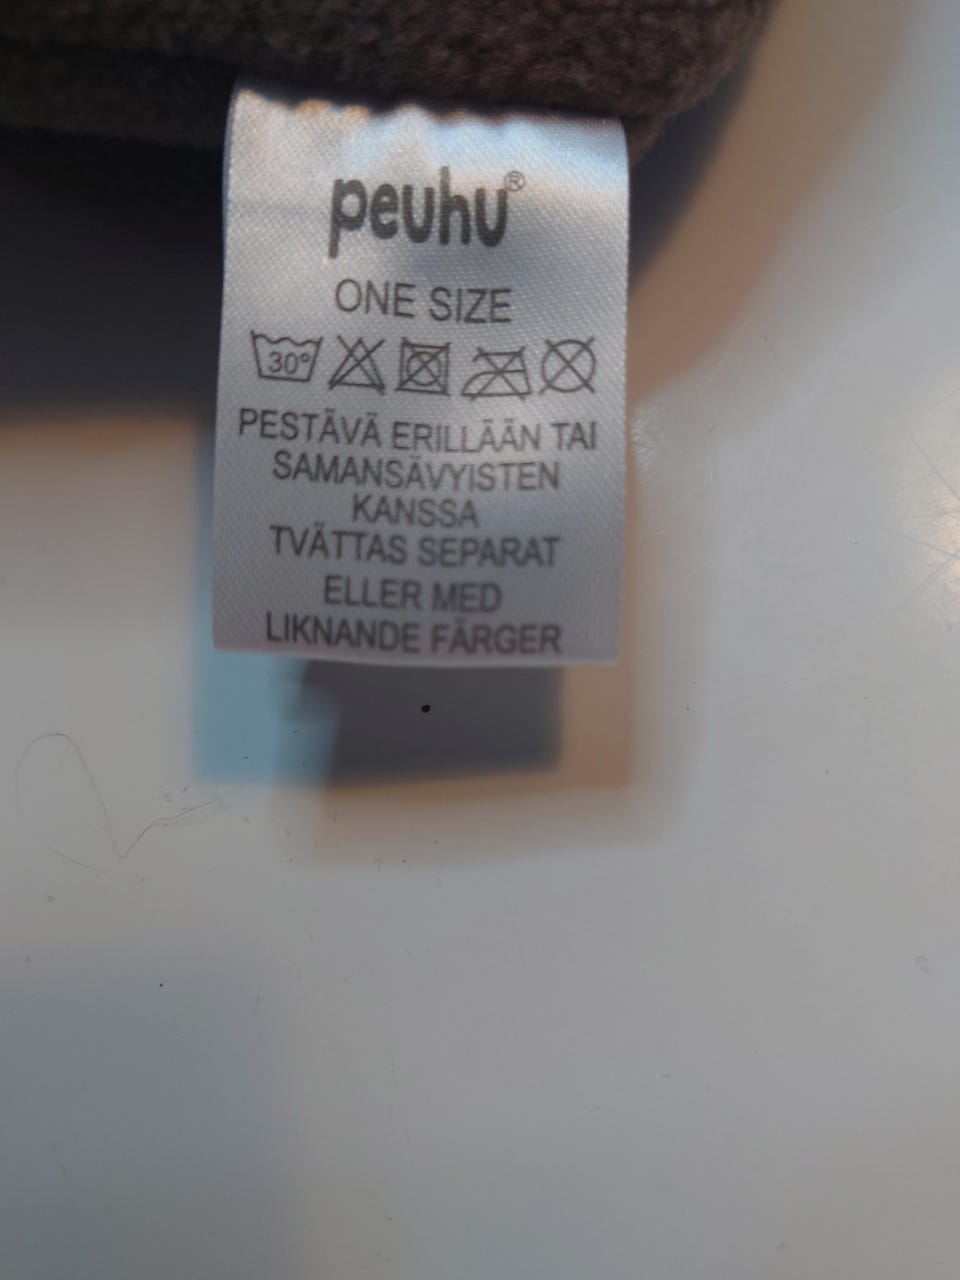 peuhu®
ONE SIZE
30°
PESTÄVÄ ERILLÄÄN TAI
SAMANSÄVYISTEN
KANSSA
TVÄTTAS SEPARAT
ELLER MED
LIKNANDE FÄRGER